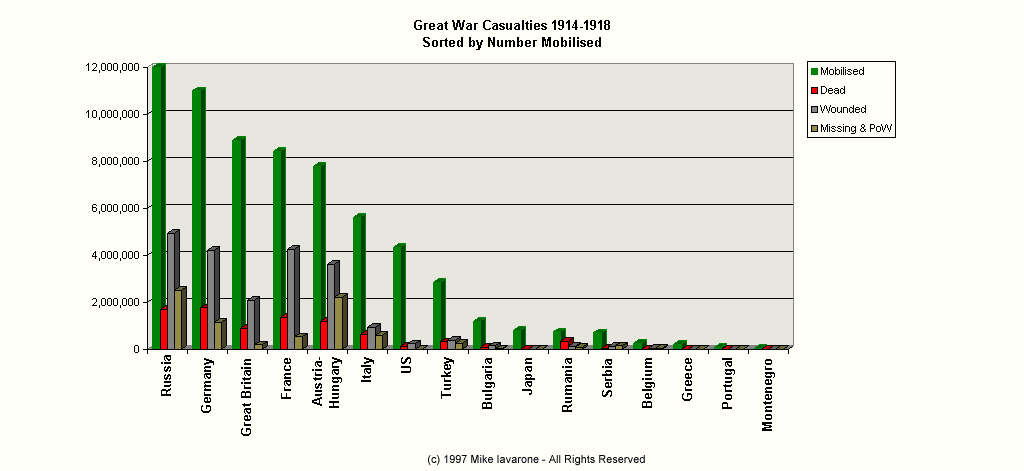 Great War Casualties 1914-1918
Sorted by Number Mobilised
12,000,000
10,000,000
8,000,000
6,000,000
4,000,000
2,000,000
0
Mobilised
Dead
Wounded
Missing & PoW
Russia
Germany
Great Britain
France
Austria-
Hungary
Italy
US
Turkey
Bulgaria
Japan
Rumania
Serbia
Belgium
Greece
Portugal
Montenegro
(c) 1997 Mike Iavarone - All Rights Reserved